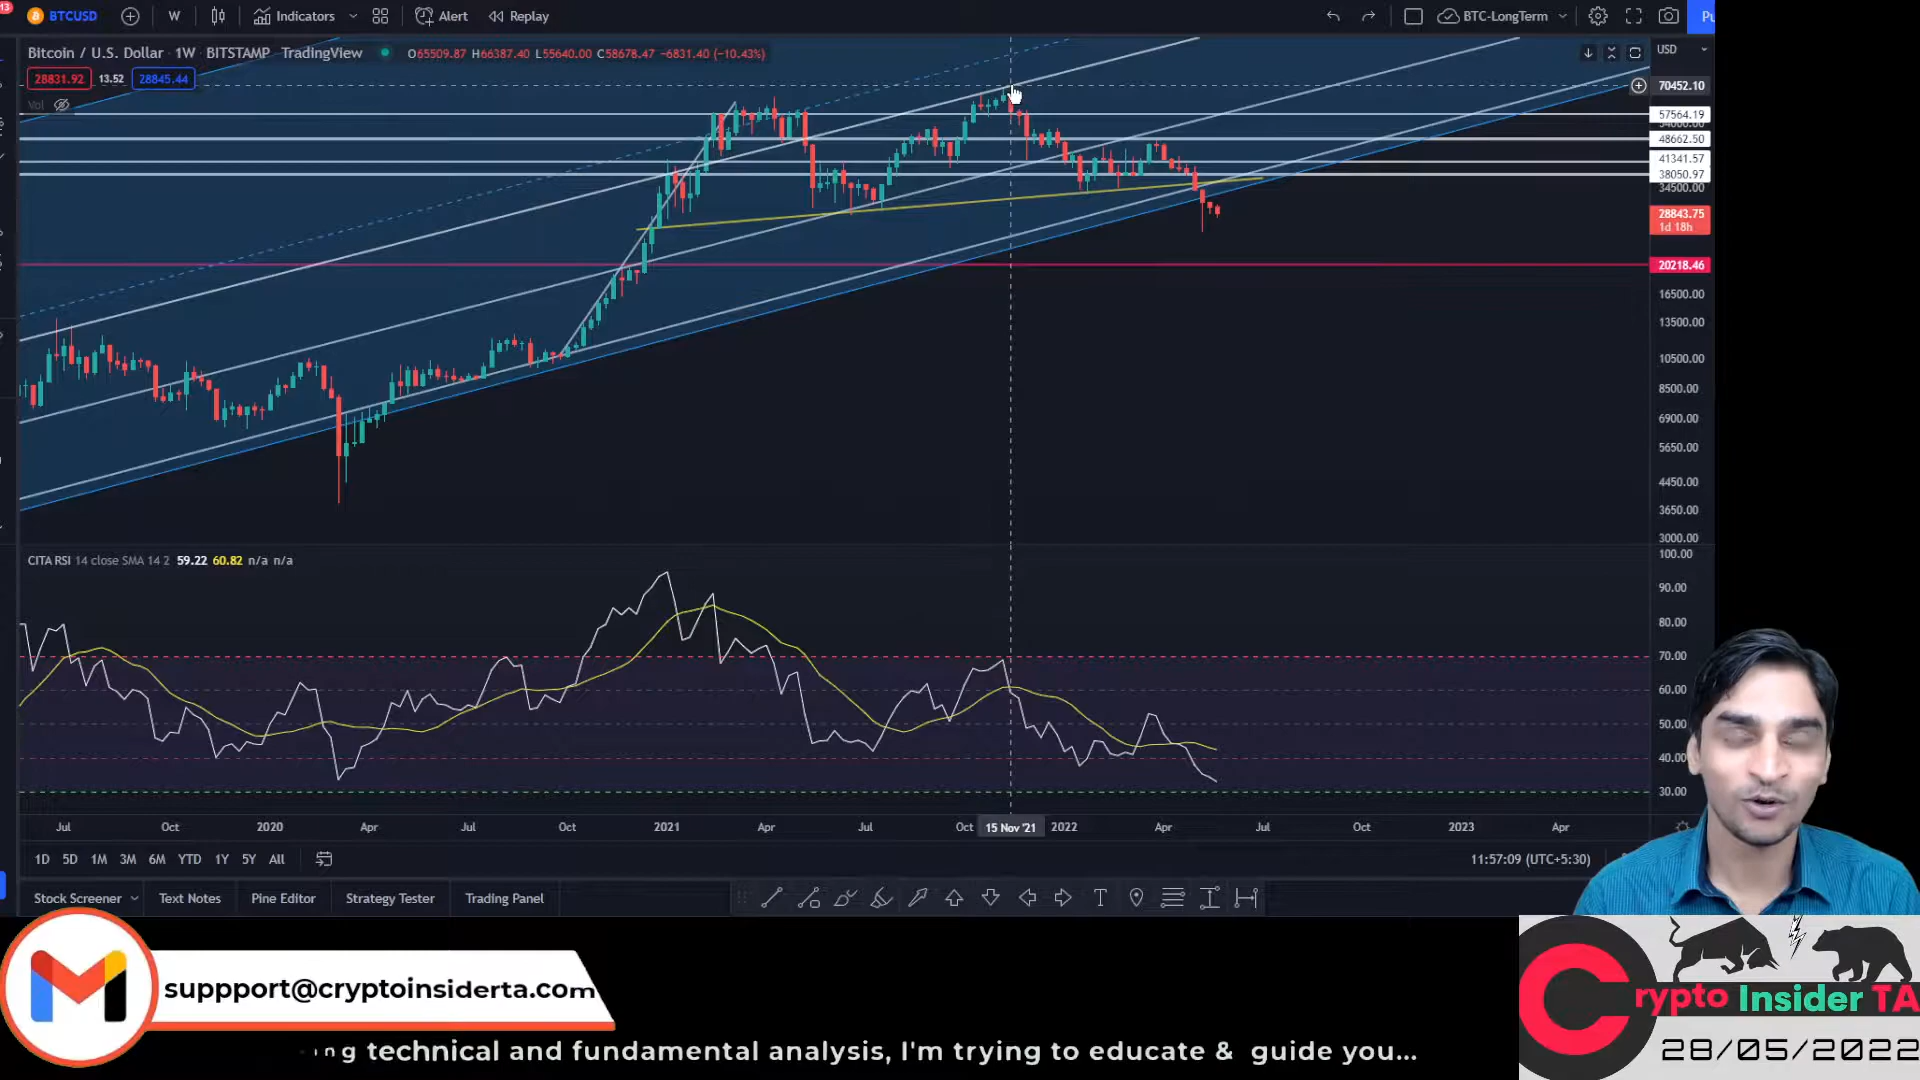 13
BTCUSD
W
Indicators
Alert
Replay
BTC-LongTerm
Pu
Bitcoin / U.S. Dollar · 1W · BITSTAMP · TradingView
O65509.87 H66387.40 L55640.00 C58678.47 −6831.40 (−10.43%)
USD
28831.92
13.52
28845.44
Vol
70452.10
57564.19
48662.50
41341.57
38050.97
34500.00
28843.75
1d 18h
20218.46
16500.00
13500.00
10500.00
8500.00
6900.00
5650.00
4450.00
3650.00
3000.00
CITA RSI 14 close SMA 14 2 59.22 60.82 n/a n/a
100.00
90.00
80.00
70.00
60.00
50.00
40.00
30.00
Jul
Oct
2020
Apr
Jul
Oct
2021
Apr
Jul
Oct
15 Nov '21
2022
Apr
Jul
Oct
2023
Apr
1D 5D 1M 3M 6M YTD 1Y 5Y All
11:57:09 (UTC+5:30)
Stock Screener
Text Notes
Pine Editor
Strategy Tester
Trading Panel
T
suppport@cryptoinsiderta.com
Crypto Insider TA
ng technical and fundamental analysis, I'm trying to educate & guide you...
28/05/2022